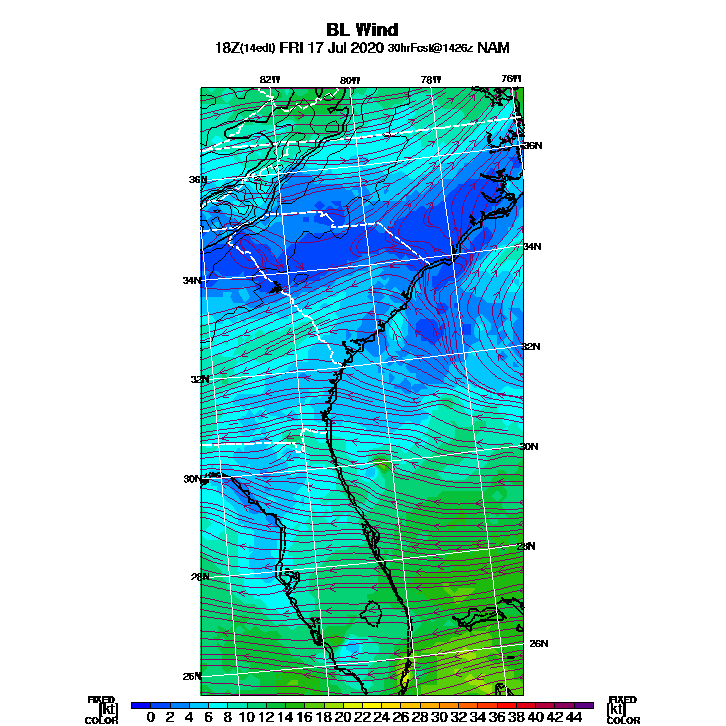 BL Wind
18Z(14edt) FRI 17 Jul 2020 30hrFcst@1426z NAM
82W 80W 78W 76W
36N
36N
34N
34N
32N
32N
30N
30N
28N
28N
26N
26N
FIXED FIXED
[kt] 0 2 4 6 8 10 12 14 16 18 20 22 24 26 28 30 32 34 36 38 40 42 44 [kt]
COLOR COLOR